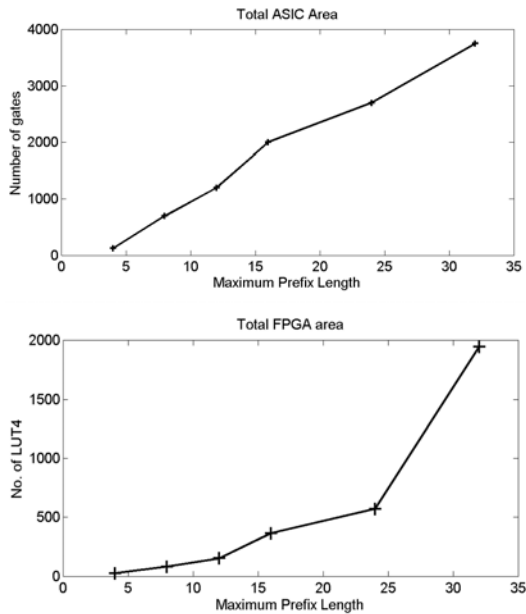 Total ASIC Area
Number of gates
4000
3000
2000
1000
0
0 5 10 15 20 25 30 35
Maximum Prefix Length
Total FPGA area
No. of LUT4
2000
1500
1000
500
0
0 5 10 15 20 25 30 35
Maximum Prefix Length